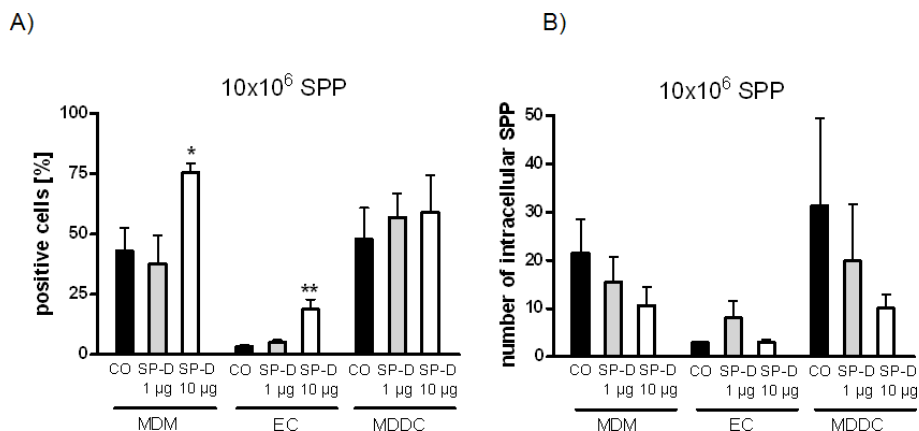 A)
10x10⁶ SPP
positive cells [%]
100
75
50
25
0
*
**
CO SP-D SP-D CO SP-D SP-D CO SP-D SP-D
1 µg 10 µg 1 µg 10 µg 1 µg 10 µg
MDM EC MDDC
B)
10x10⁶ SPP
number of intracellular SPP
50
40
30
20
10
0
CO SP-D SP-D CO SP-D SP-D CO SP-D SP-D
1 µg 10 µg 1 µg 10 µg 1 µg 10 µg
MDM EC MDDC